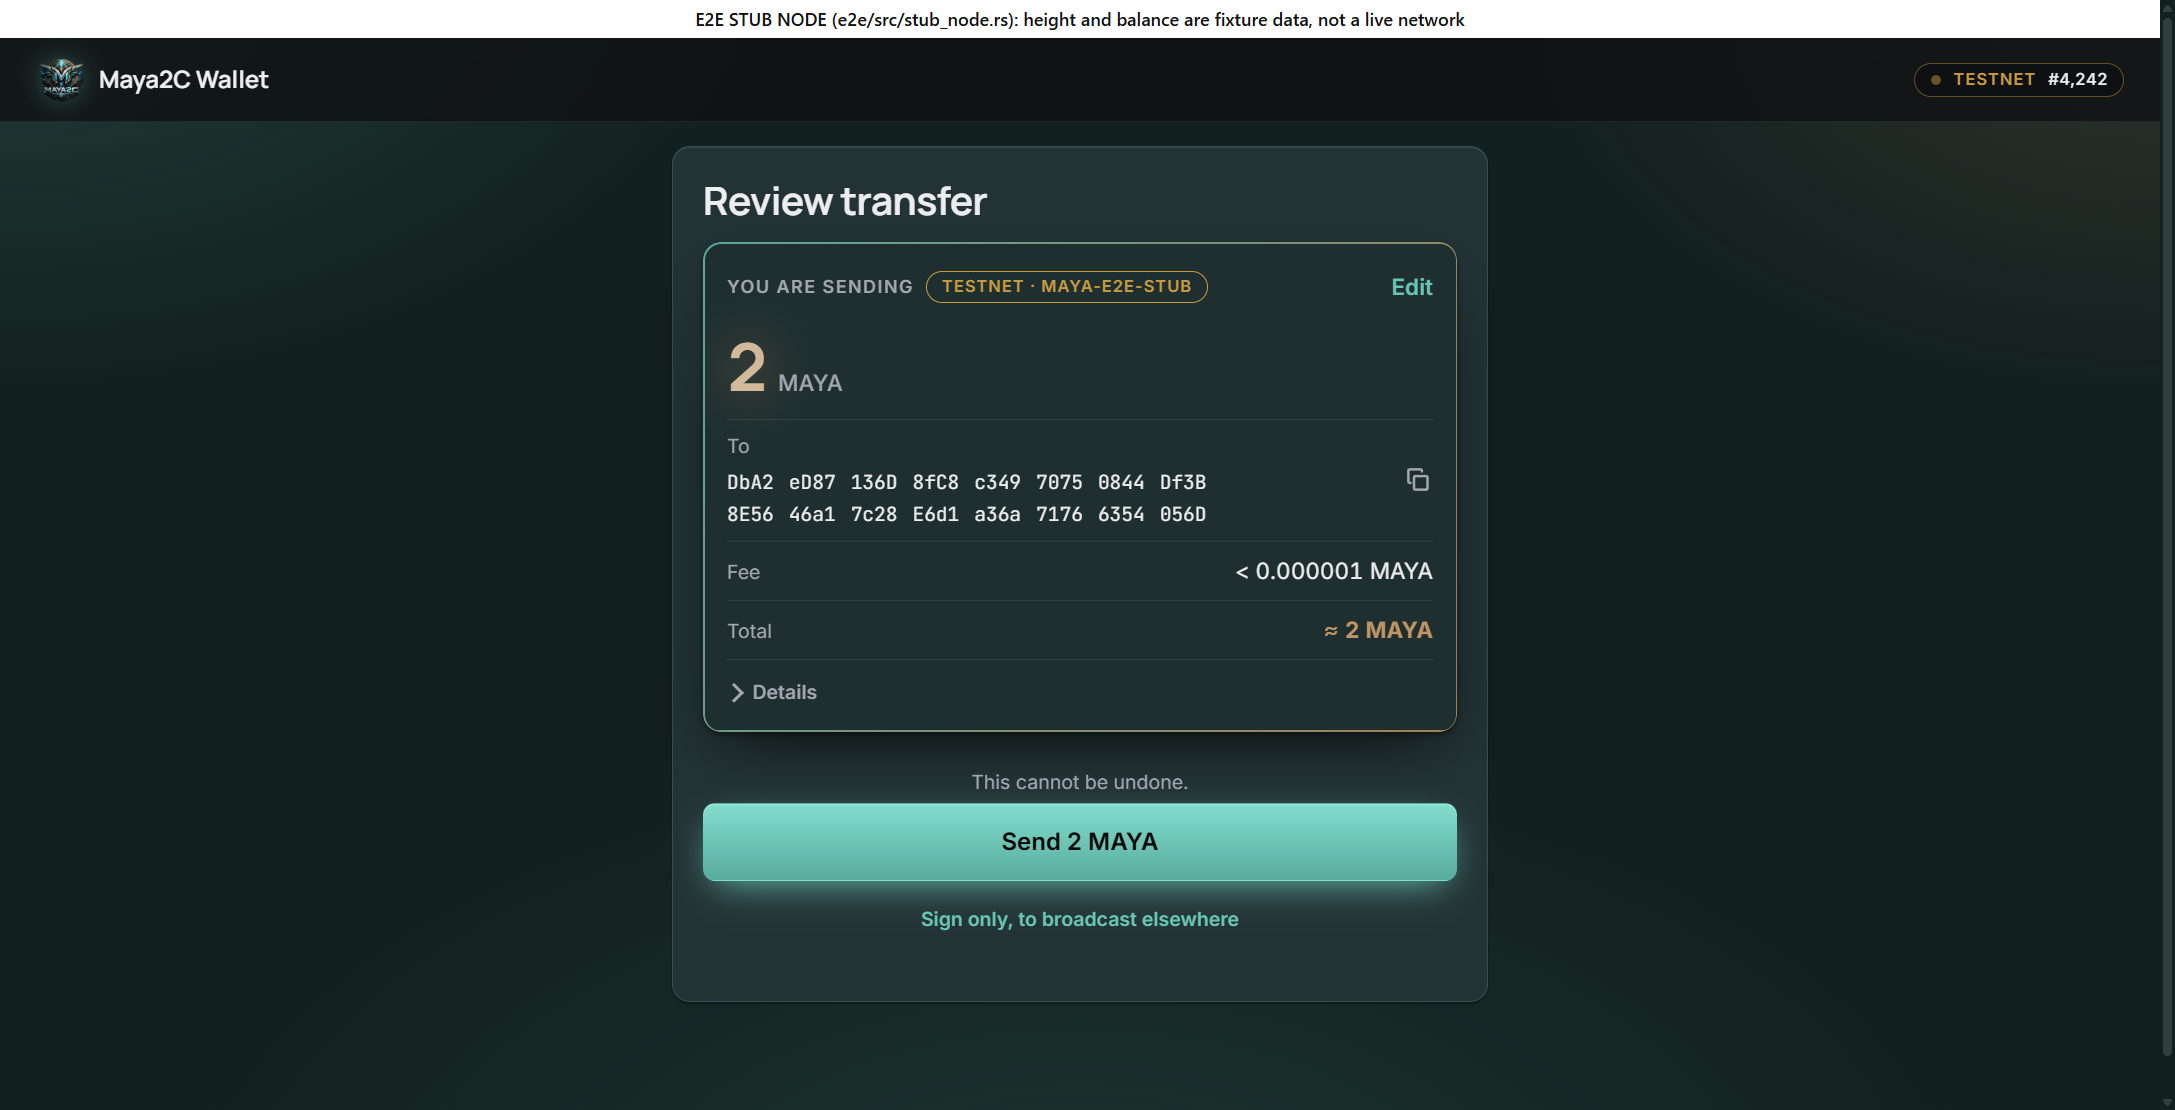 E2E STUB NODE (e2e/src/stub_node.rs): height and balance are fixture data, not a live network
MAYA2C
Maya2C Wallet
TESTNET #4,242
Review transfer
YOU ARE SENDING
TESTNET · MAYA-E2E-STUB
Edit
2 MAYA
To
DbA2 eD87 136D 8fC8 c349 7075 0844 Df3B
8E56 46a1 7c28 E6d1 a36a 7176 6354 056D
Fee
< 0.000001 MAYA
Total
≈ 2 MAYA
Details
This cannot be undone.
Send 2 MAYA
Sign only, to broadcast elsewhere